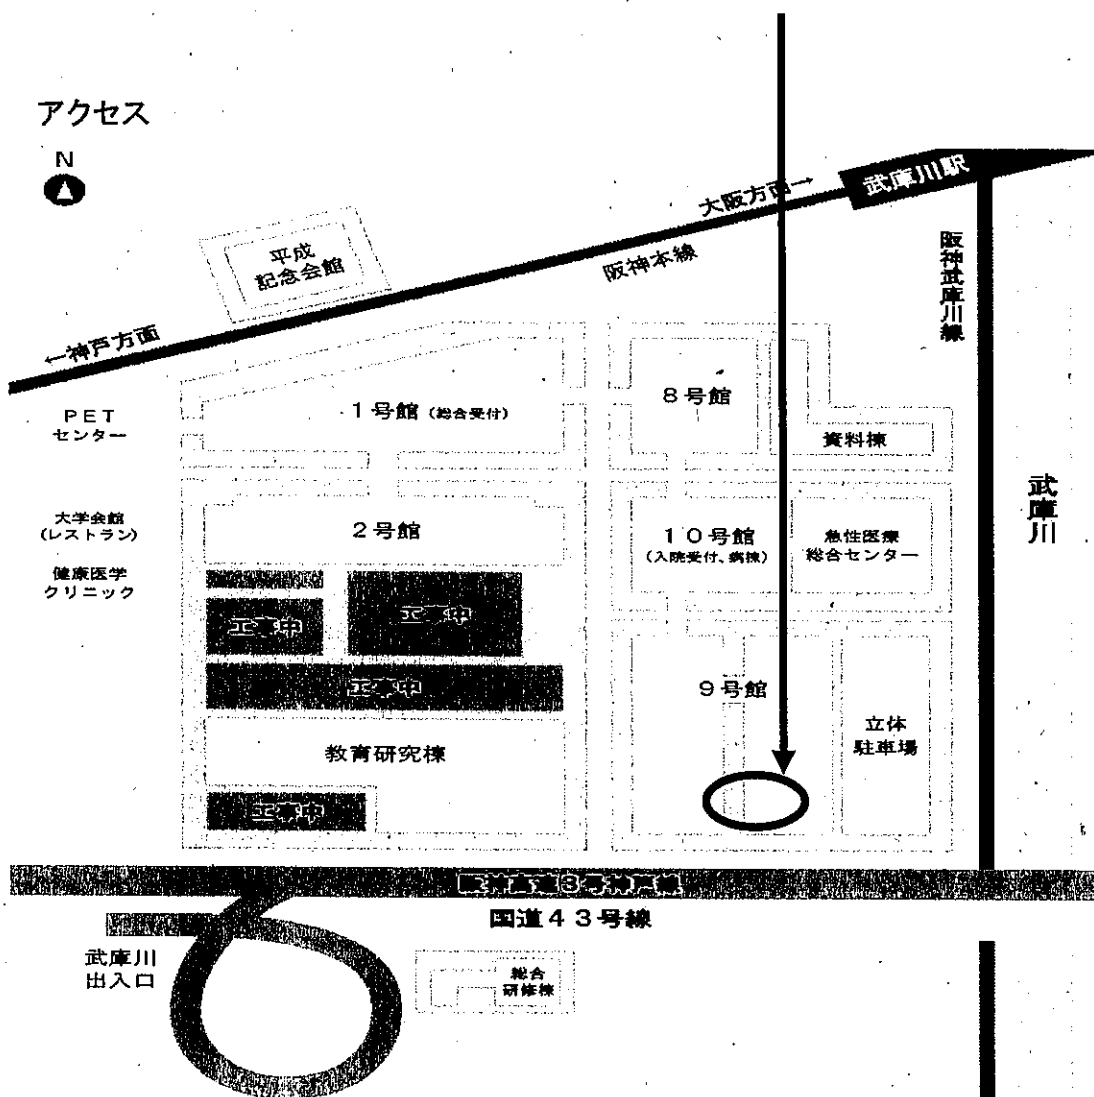 アクセス
N
武庫川駅
大阪方面→
阪神本線
阪神武庫川線
平成
記念会館
←神戸方面
PET
センター
1号館（総合受付）
8号館
資料棟
武庫川
大学会館
(レストラン)
2号館
10号館
(入院受付、病棟)
急性医療
総合センター
健康医学
クリニック
工事中
工事中
工事中
9号館
立体
駐車場
教育研究棟
工事中
阪神高速3号神戸線
国道43号線
武庫川
出入口
総合
研修棟